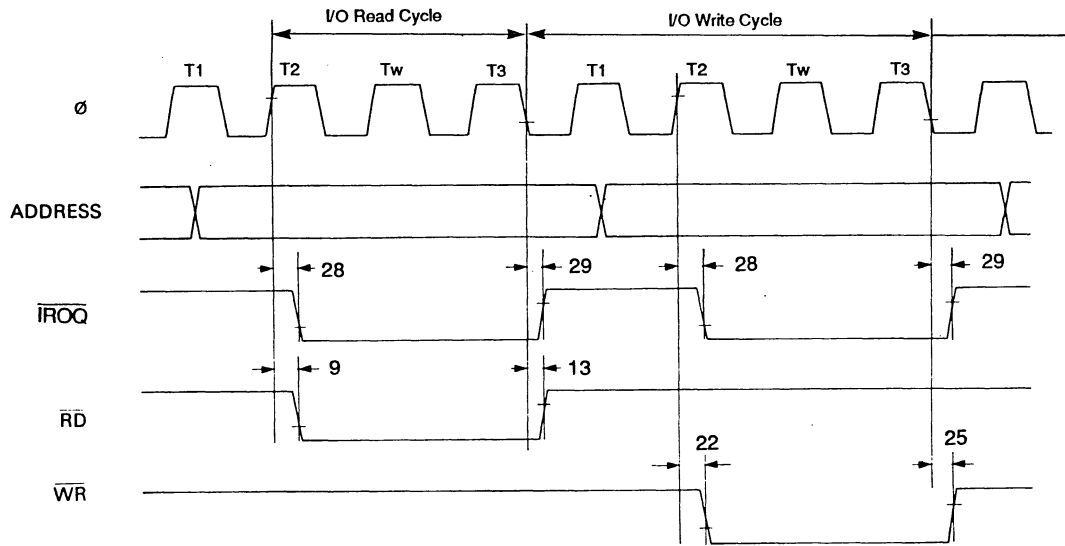 I/O Read Cycle I/O Write Cycle
T1 T2 Tw T3 T1 T2 Tw T3
ø
ADDRESS
28 29 28 29
IROQ
9 13
RD
22 25
WR